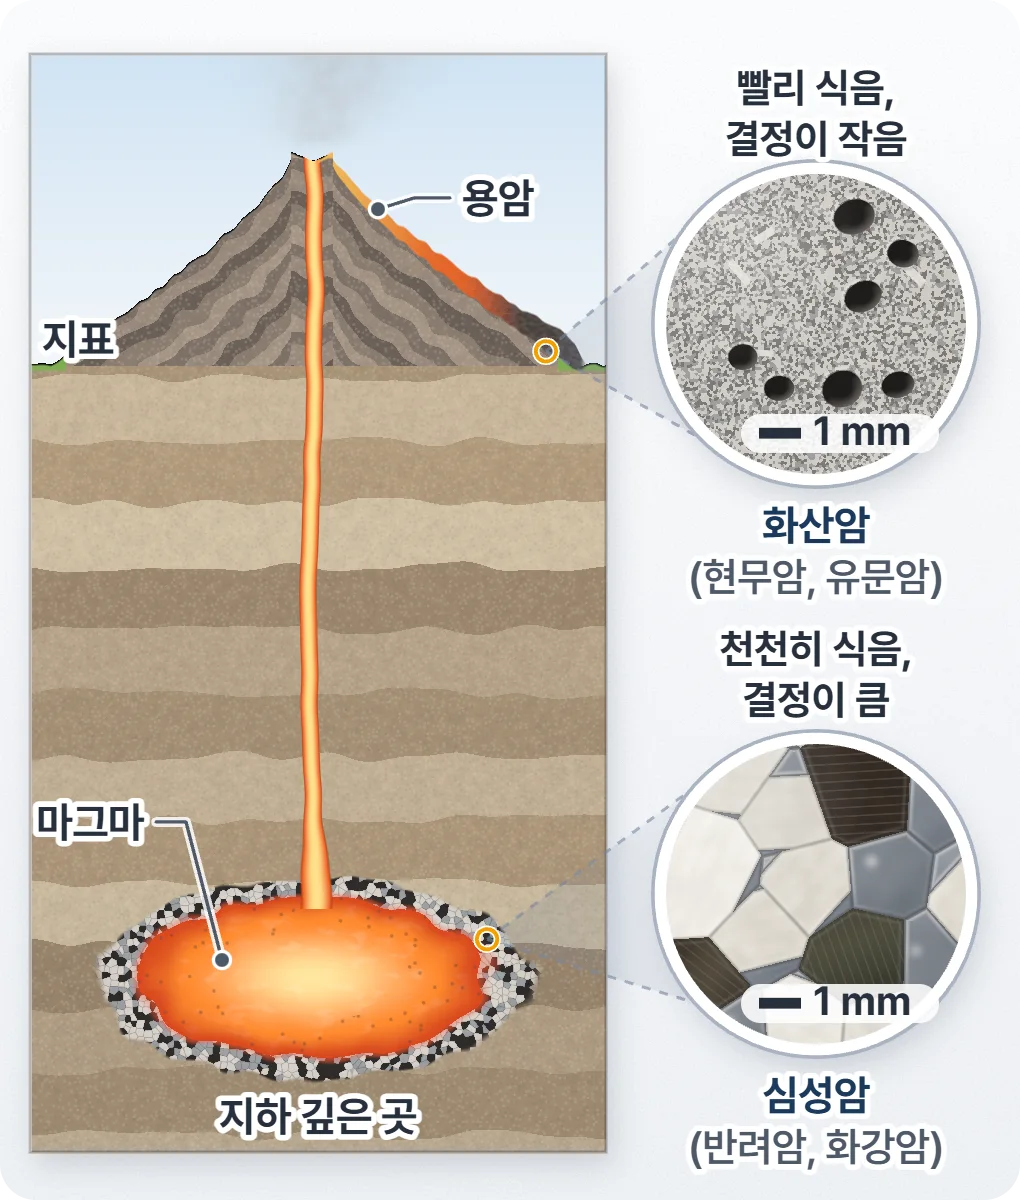 빨리 식음,
결정이 작음
용암
지표
1 mm
화산암
(현무암, 유문암)
천천히 식음,
결정이 큼
마그마
1 mm
심성암
(반려암, 화강암)
지하 깊은 곳